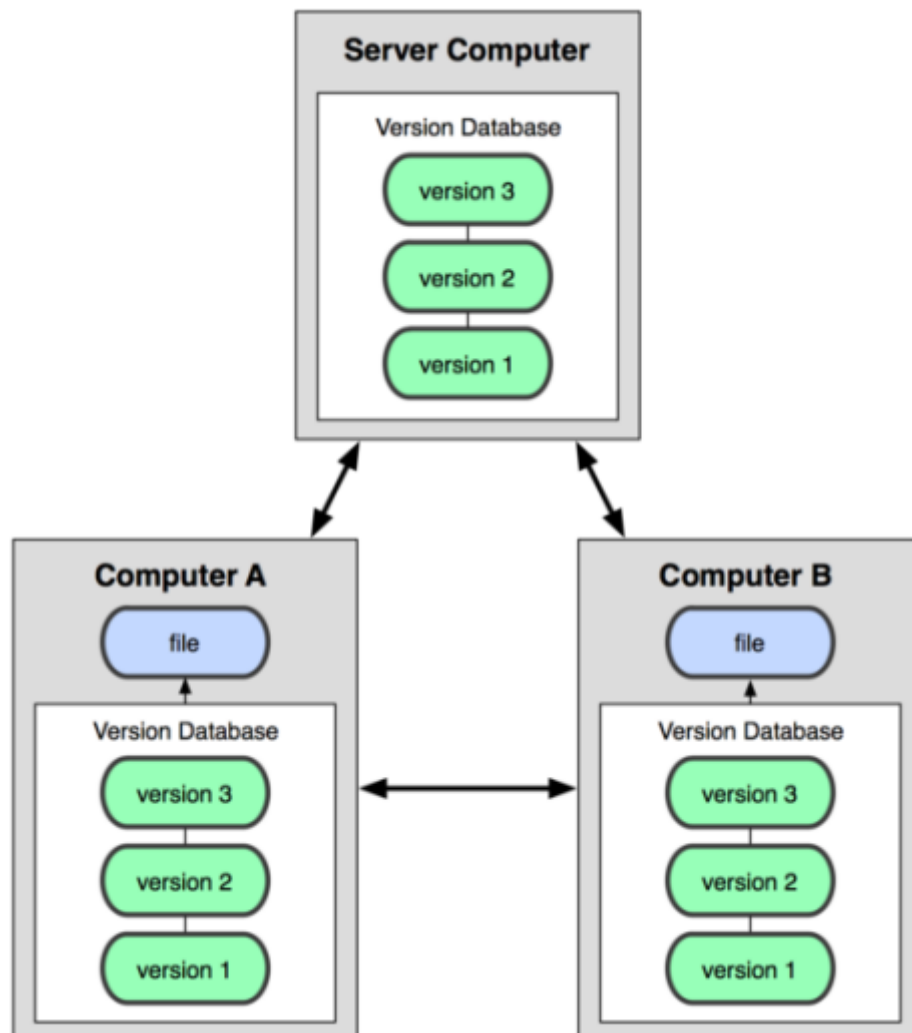 Server Computer
Version Database
version 3
version 2
version 1
Computer A
file
Version Database
version 3
version 2
version 1
Computer B
file
Version Database
version 3
version 2
version 1